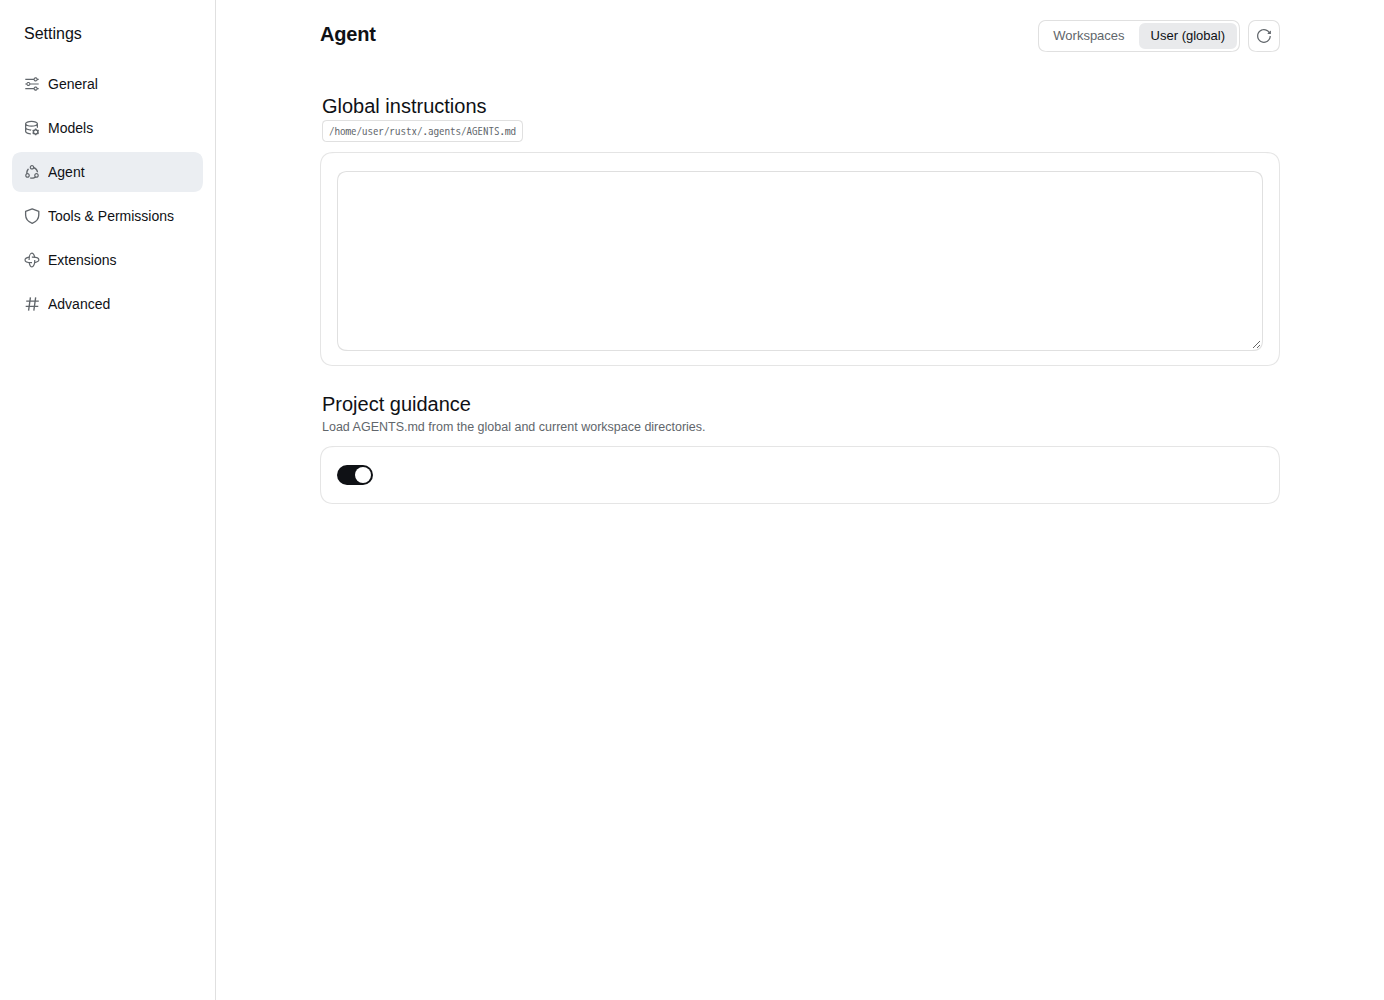 Settings
General
Models
Agent
Tools & Permissions
Extensions
Advanced
Agent
Workspaces
User (global)
Global instructions
/home/user/rustx/.agents/AGENTS.md
Project guidance
Load AGENTS.md from the global and current workspace directories.